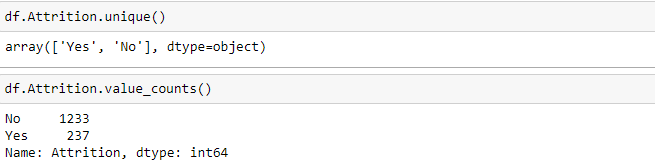 df.Attrition.unique()
array(['Yes', 'No'], dtype=object)
df.Attrition.value_counts()
No     1233
Yes     237
Name: Attrition, dtype: int64